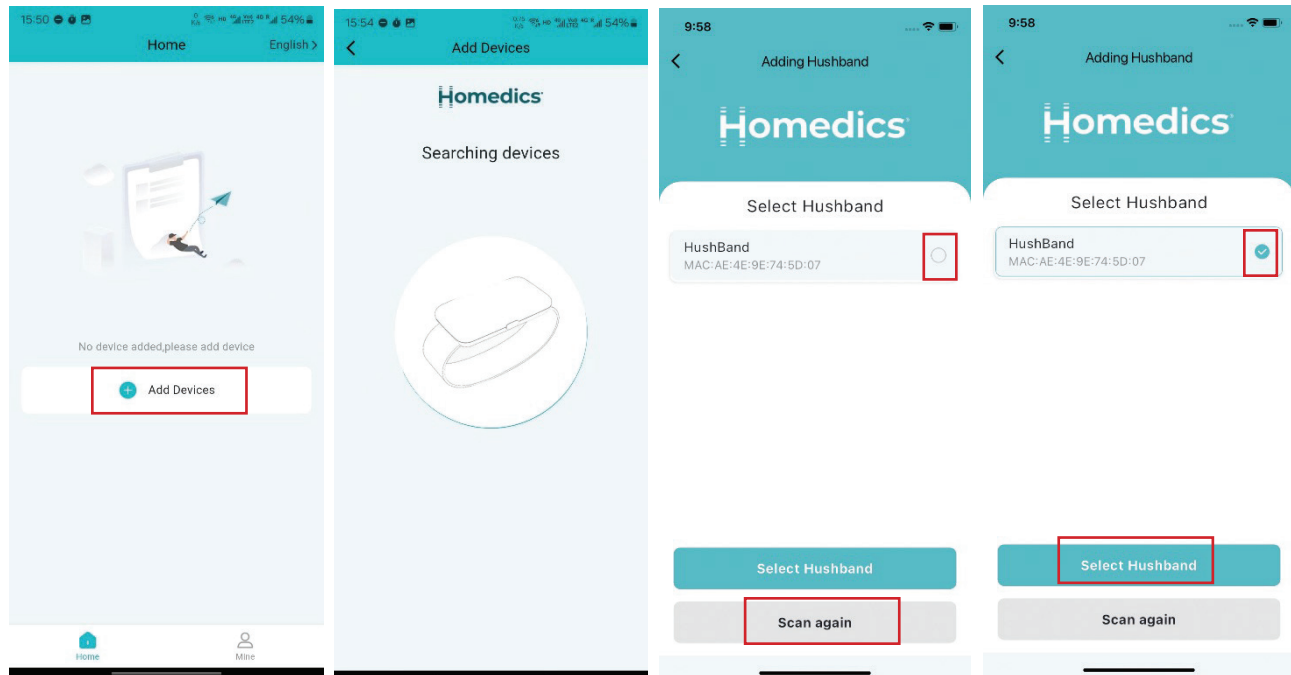 15:50
54%
Home
English >
No device added,please add device
Add Devices
Home
Mine
15:54
54%
Add Devices
Homedics
Searching devices
9:58
Adding Hushband
Homedics
Select Hushband
HushBand
MAC:AE:4E:9E:74:5D:07
Select Hushband
Scan again
9:58
Adding Hushband
Homedics
Select Hushband
HushBand
MAC:AE:4E:9E:74:5D:07
Select Hushband
Scan again